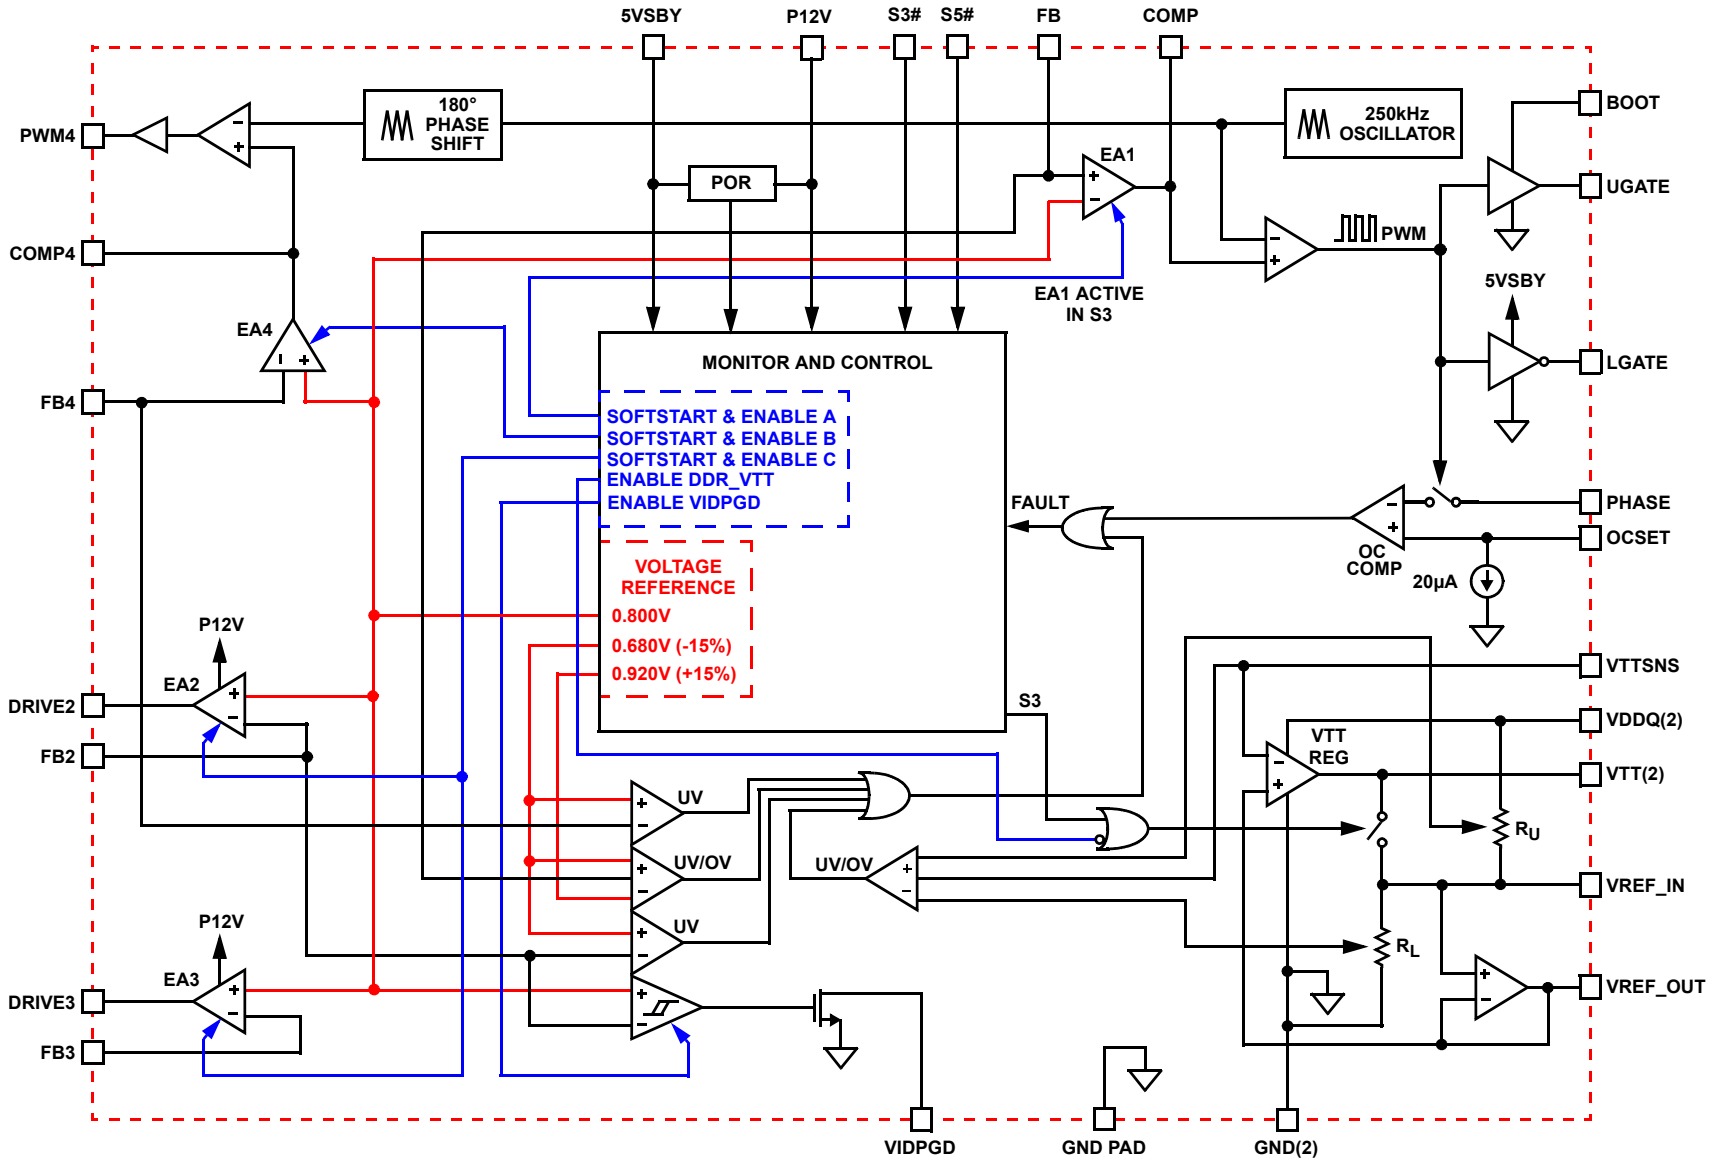 5VSBY
P12V
S3#
S5#
FB
COMP
BOOT
180°
PHASE
SHIFT
250kHz
OSCILLATOR
PWM4
EA1
POR
UGATE
PWM
COMP4
5VSBY
EA1 ACTIVE
IN S3
EA4
MONITOR AND CONTROL
LGATE
FB4
SOFTSTART & ENABLE A
SOFTSTART & ENABLE B
SOFTSTART & ENABLE C
ENABLE DDR_VTT
ENABLE VIDPGD
FAULT
PHASE
OCSET
OC
COMP
20µA
VOLTAGE
REFERENCE
0.800V
0.680V (-15%)
0.920V (+15%)
P12V
EA2
DRIVE2
FB2
VTTSNS
S3
VDDQ(2)
VTT
REG
VTT(2)
UV
UV/OV
UV
UV/OV
RU
VREF_IN
RL
P12V
EA3
DRIVE3
FB3
VREF_OUT
VIDPGD
GND PAD
GND(2)